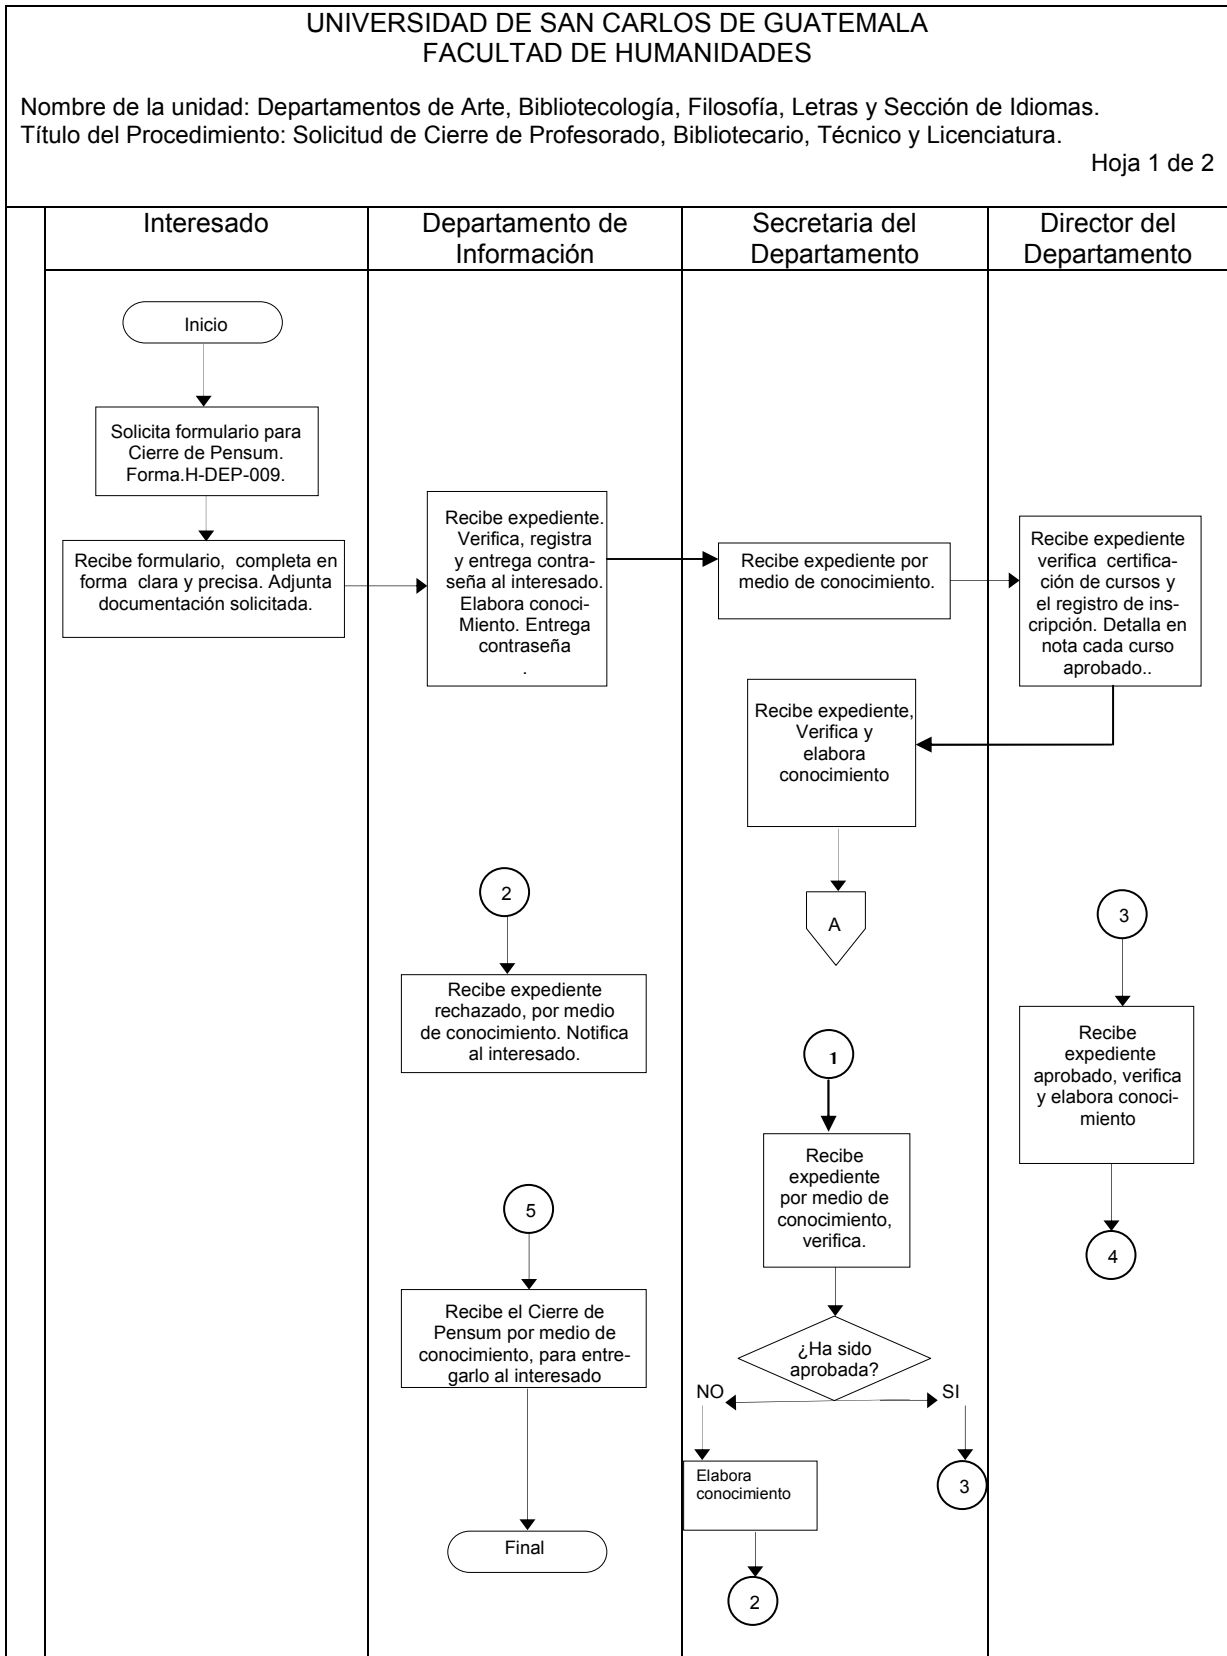 UNIVERSIDAD DE SAN CARLOS DE GUATEMALA
FACULTAD DE HUMANIDADES
Nombre de la unidad: Departamentos de Arte, Bibliotecología, Filosofía, Letras y Sección de Idiomas.
Título del Procedimiento: Solicitud de Cierre de Profesorado, Bibliotecario, Técnico y Licenciatura.
Hoja 1 de 2
Interesado
Departamento de
Información
Secretaria del
Departamento
Director del
Departamento
Inicio
Solicita formulario para
Cierre de Pensum.
Forma.H-DEP-009.
Recibe formulario, completa en
forma clara y precisa. Adjunta
documentación solicitada.
Recibe expediente.
Verifica, registra
y entrega contra-
seña al interesado.
Elabora conoci-
Miento. Entrega
contraseña
.
Recibe expediente por
medio de conocimiento.
Recibe expediente
verifica certifica-
ción de cursos y
el registro de ins-
cripción. Detalla en
nota cada curso
aprobado..
Recibe expediente,
Verifica y
elabora
conocimiento
A
2
Recibe expediente
rechazado, por medio
de conocimiento. Notifica
al interesado.
3
Recibe
expediente
aprobado, verifica
y elabora conoci-
miento
4
1
Recibe
expediente
por medio de
conocimiento,
verifica.
¿Ha sido
aprobada?
NO
SI
Elabora
conocimiento
3
2
5
Recibe el Cierre de
Pensum por medio de
conocimiento, para entre-
garlo al interesado
Final